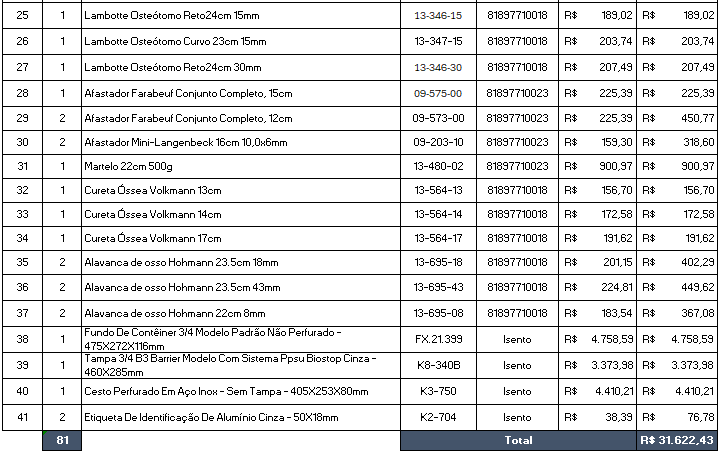 25 1 Lambotte Osteótomo Reto24cm 15mm 13-346-15 81897710018 R$ 189,02 R$ 189,02
26 1 Lambotte Osteótomo Curvo 23cm 15mm 13-347-15 81897710018 R$ 203,74 R$ 203,74
27 1 Lambotte Osteótomo Reto24cm 30mm 13-346-30 81897710018 R$ 207,49 R$ 207,49
28 1 Afastador Farabeuf Conjunto Completo, 15cm 09-575-00 81897710023 R$ 225,39 R$ 225,39
29 2 Afastador Farabeuf Conjunto Completo, 12cm 09-573-00 81897710023 R$ 225,39 R$ 450,77
30 2 Afastador Mini-Langenbeck 16cm 10,0x6mm 09-203-10 81897710023 R$ 159,30 R$ 318,60
31 1 Martelo 22cm 500g 13-480-02 81897710023 R$ 900,97 R$ 900,97
32 1 Cureta Óssea Volkmann 13cm 13-564-13 81897710018 R$ 156,70 R$ 156,70
33 1 Cureta Óssea Volkmann 14cm 13-564-14 81897710018 R$ 172,58 R$ 172,58
34 1 Cureta Óssea Volkmann 17cm 13-564-17 81897710018 R$ 191,62 R$ 191,62
35 2 Alavanca de osso Hohmann 23.5cm 18mm 13-695-18 81897710018 R$ 201,15 R$ 402,29
36 2 Alavanca de osso Hohmann 23.5cm 43mm 13-695-43 81897710018 R$ 224,81 R$ 449,62
37 2 Alavanca de osso Hohmann 22cm 8mm 13-695-08 81897710018 R$ 183,54 R$ 367,08
38 1 Fundo De Contêiner 3/4 Modelo Padrão Não Perfurado - FX.21.399 Isento R$ 4.758,59 R$ 4.758,59
475X272X116mm
39 1 Tampa 3/4 B3 Barrier Modelo Com Sistema Ppsu Biostop Cinza - K8-340B Isento R$ 3.373,98 R$ 3.373,98
460X285mm
40 1 Cesto Perfurado Em Aço Inox - Sem Tampa - 405X253X80mm K3-750 Isento R$ 4.410,21 R$ 4.410,21
41 2 Etiqueta De Identificação De Alumínio Cinza - 50X18mm K2-704 Isento R$ 38,39 R$ 76,78
81 Total R$ 31.622,43